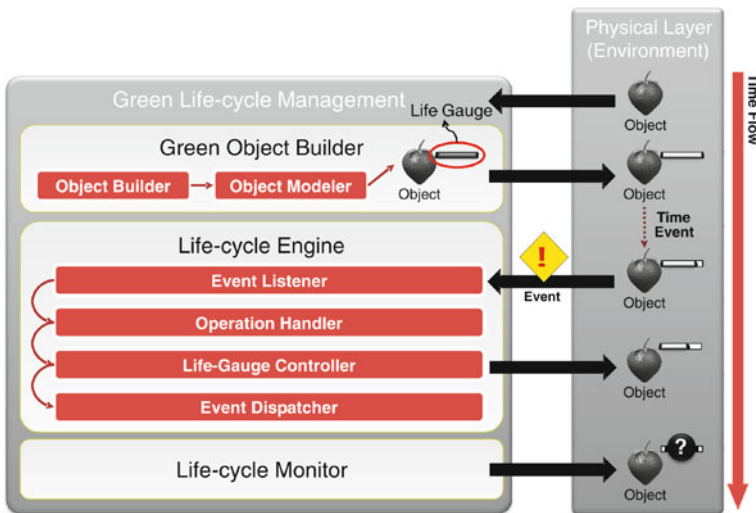 Physical Layer
(Environment)
Time Flow
Object
Green Life-cycle Management
Life Gauge
Green Object Builder
Object Builder
Object Modeler
Object
Object
Time
Event
Life-cycle Engine
!
Event
Event Listener
Object
Operation Handler
Life-Gauge Controller
Object
Event Dispatcher
Life-cycle Monitor
?
Object